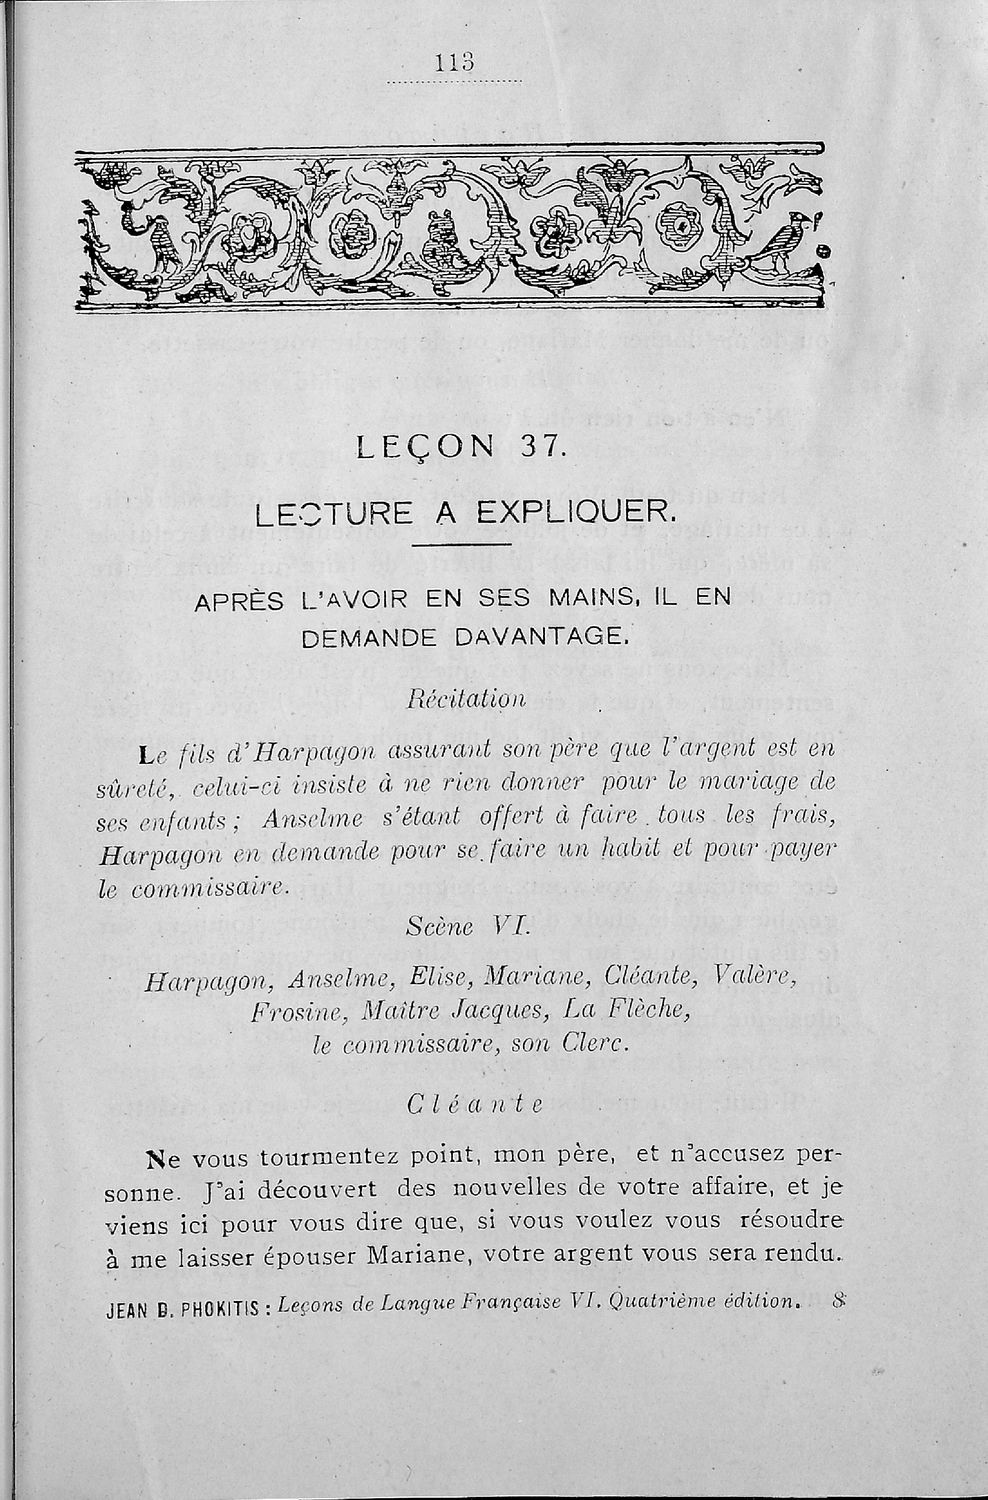 113
LEÇON 37.
LECTURE A EXPLIQUER.
APRÈS L'AVOIR EN SES MAINS, IL EN
DEMANDE DAVANTAGE.
Récitation
Le fils d'Harpagon assurant son père que l'argent est en
sûreté, celui-ci insiste à ne rien donner pour le mariage de
ses enfants ; Anselme s'étant offert à faire tous les frais,
Harpagon en demande pour se faire un habit et pour payer
le commissaire.
Scène VI.
Harpagon, Anselme, Elise, Mariane, Cléante, Valère,
Frosine, Maître Jacques, La Flèche,
le commissaire, son Clerc.
Cléante
Ne vous tourmentez point, mon père, et n'accusez per-
sonne. J'ai découvert des nouvelles de votre affaire, et je
viens ici pour vous dire que, si vous voulez vous résoudre
à me laisser épouser Mariane, votre argent vous sera rendu.
JEAN D. PHOKITIS : Leçons de Langue Française VI. Quatrième édition. 8